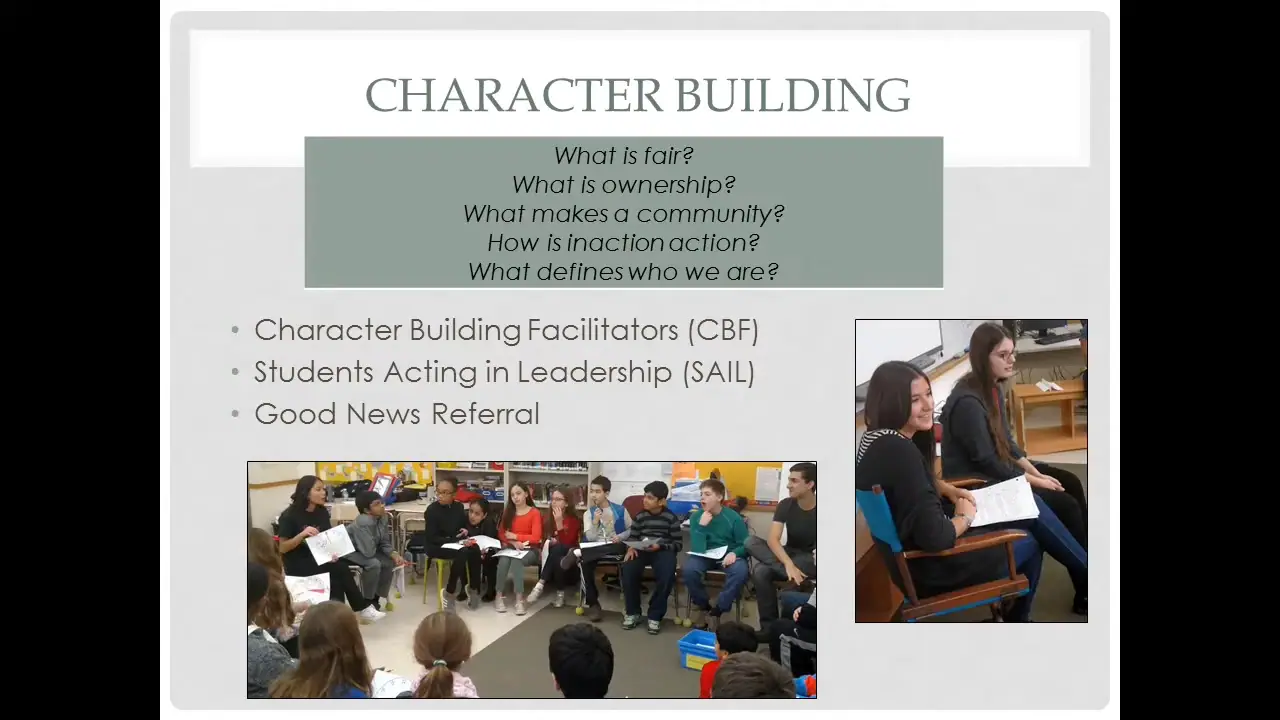 CHARACTER BUILDING
What is fair?
What is ownership?
What makes a community?
How is inaction action?
What defines who we are?
• Character Building Facilitators (CBF)
• Students Acting in Leadership (SAIL)
• Good News Referral